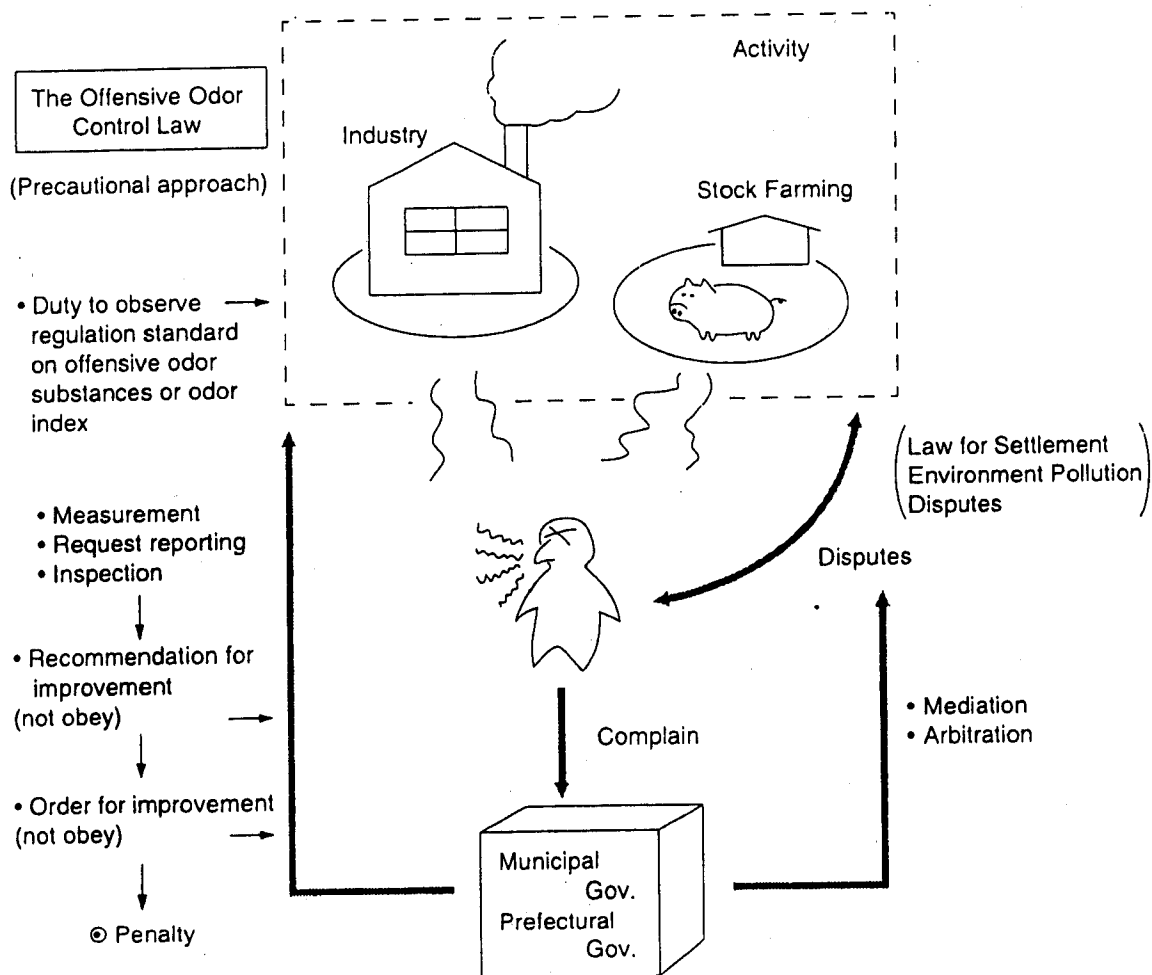 Activity
The Offensive Odor
Control Law
(Precautional approach)
Industry
Stock Farming
• Duty to observe
regulation standard
on offensive odor
substances or odor
index
(Law for Settlement
Environment Pollution
Disputes)
• Measurement
• Request reporting
• Inspection
Disputes
• Recommendation for
improvement
(not obey)
• Mediation
• Arbitration
Complain
• Order for improvement
(not obey)
Municipal
Gov.
Prefectural
Gov.
◉ Penalty